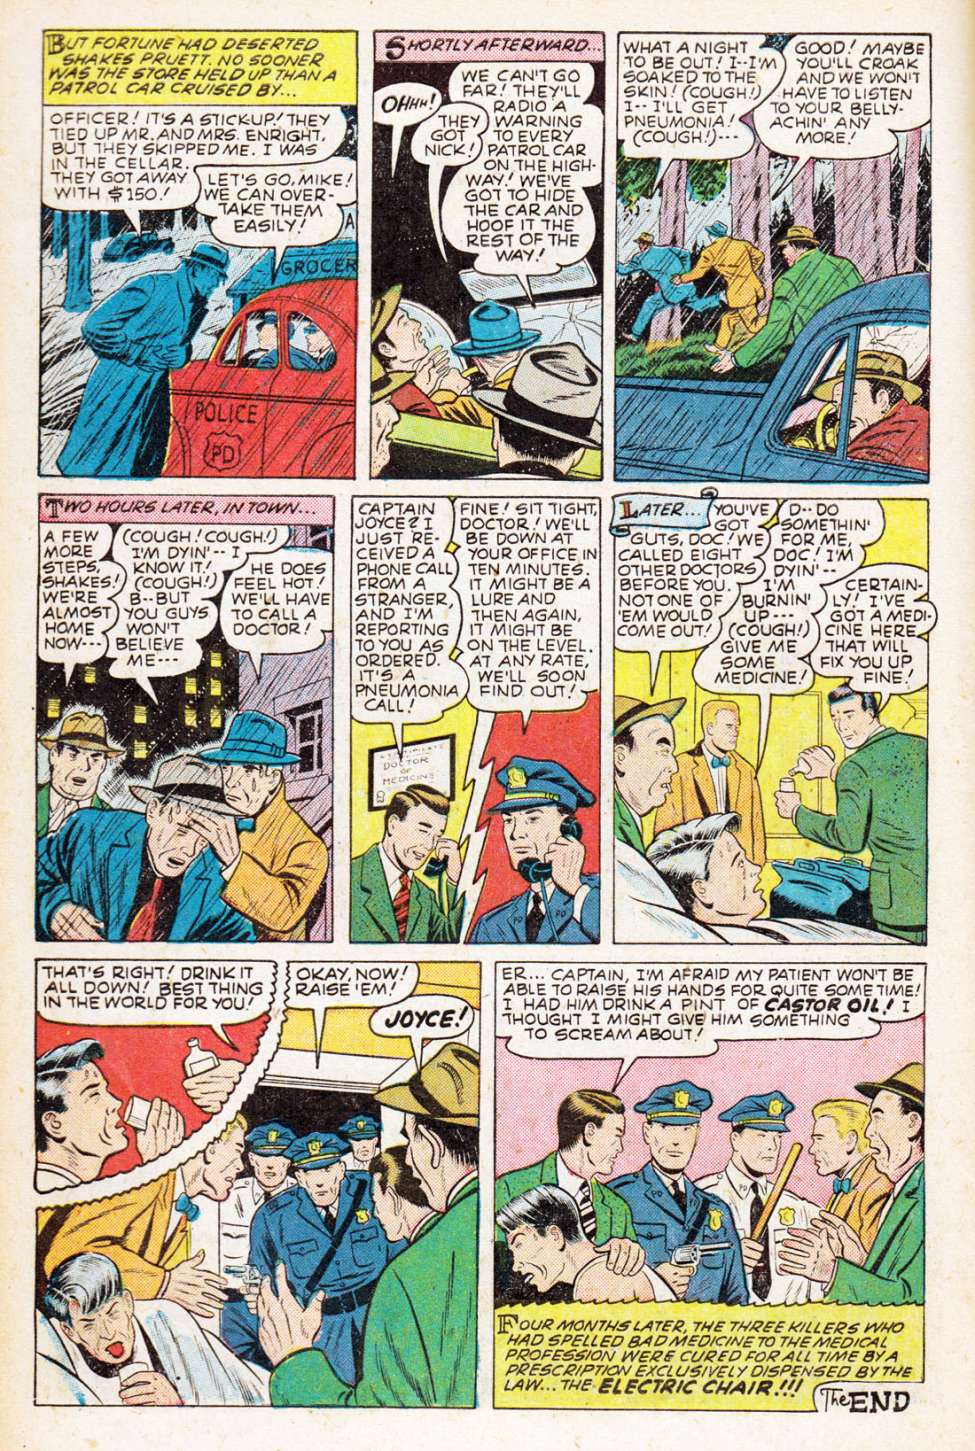 BUT FORTUNE HAD DESERTED
SHAKES PRUETT. NO SOONER
WAS THE STORE HELD UP THAN A
PATROL CAR CRUISED BY...
OFFICER! IT'S A STICK-UP! THEY
TIED UP MR. AND MRS. ENRIGHT,
BUT THEY SKIPPED ME. I WAS
IN THE CELLAR.
THEY GOT AWAY
WITH $150!
LET'S GO, MIKE!
WE CAN OVER-
TAKE THEM
EASILY!
GROCER
POLICE
PD
SHORTLY AFTERWARD...
OHHH!
THEY
GOT
NICK!
WE CAN'T GO
FAR! THEY'LL
RADIO A
WARNING
TO EVERY
PATROL CAR
ON THE HIGH-
WAY! WE'VE
GOT TO HIDE
THE CAR AND
HOOF IT THE
REST OF THE
WAY!
WHAT A NIGHT
TO BE OUT! I--I'M
SOAKED TO THE
SKIN! (COUGH!)
I-- I'LL GET
PNEUMONIA!
(COUGH!)---
GOOD! MAYBE
YOU'LL CROAK
AND WE WON'T
HAVE TO LISTEN
TO YOUR BELLY-
ACHIN' ANY
MORE!
TWO HOURS LATER, IN TOWN...
A FEW
MORE
STEPS,
SHAKES!
WE'RE
ALMOST
HOME
NOW---
(COUGH! COUGH!)
I'M DYIN'-- I
KNOW IT!
(COUGH!)
B--BUT
YOU GUYS
WON'T
BELIEVE
ME---
HE DOES
FEEL HOT!
WE'LL HAVE
TO CALL A
DOCTOR!
CAPTAIN
JOYCE? I
JUST RE-
CEIVED A
PHONE CALL
FROM A
STRANGER,
AND I'M
REPORTING
TO YOU AS
ORDERED.
IT'S A
PNEUMONIA
CALL!
FINE! SIT TIGHT,
DOCTOR! WE'LL
BE DOWN AT
YOUR OFFICE IN
TEN MINUTES.
IT MIGHT BE A
LURE AND
THEN AGAIN,
IT MIGHT BE
ON THE LEVEL.
AT ANY RATE,
WE'LL SOON
FIND OUT!
CERTIFICATE
DOCTOR
OF
MEDICINE
PD PD
LATER...
YOU'VE
GOT
GUTS, DOC! WE
CALLED EIGHT
OTHER DOCTORS
BEFORE YOU.
NOT ONE OF
'EM WOULD
COME OUT!
D--DO
SOMETHIN'
FOR ME,
DOC! I'M
DYIN'--
I'M
BURNIN'
UP---
(COUGH!)
GIVE ME
SOME
MEDICINE!
CERTAIN-
LY! I'VE
GOT A MEDI-
CINE HERE
THAT WILL
FIX YOU UP
FINE!
THAT'S RIGHT! DRINK IT
ALL DOWN! BEST THING
IN THE WORLD FOR YOU!
OKAY, NOW!
RAISE 'EM!
JOYCE!
ER... CAPTAIN, I'M AFRAID MY PATIENT WON'T BE
ABLE TO RAISE HIS HANDS FOR QUITE SOME TIME!
I HAD HIM DRINK A PINT OF CASTOR OIL! I
THOUGHT I MIGHT GIVE HIM SOMETHING
TO SCREAM ABOUT!
PD
FOUR MONTHS LATER, THE THREE KILLERS WHO
HAD SPELLED BAD MEDICINE TO THE MEDICAL
PROFESSION WERE CURED FOR ALL TIME BY A
PRESCRIPTION EXCLUSIVELY DISPENSED BY THE
LAW... THE ELECTRIC CHAIR!!!
The END